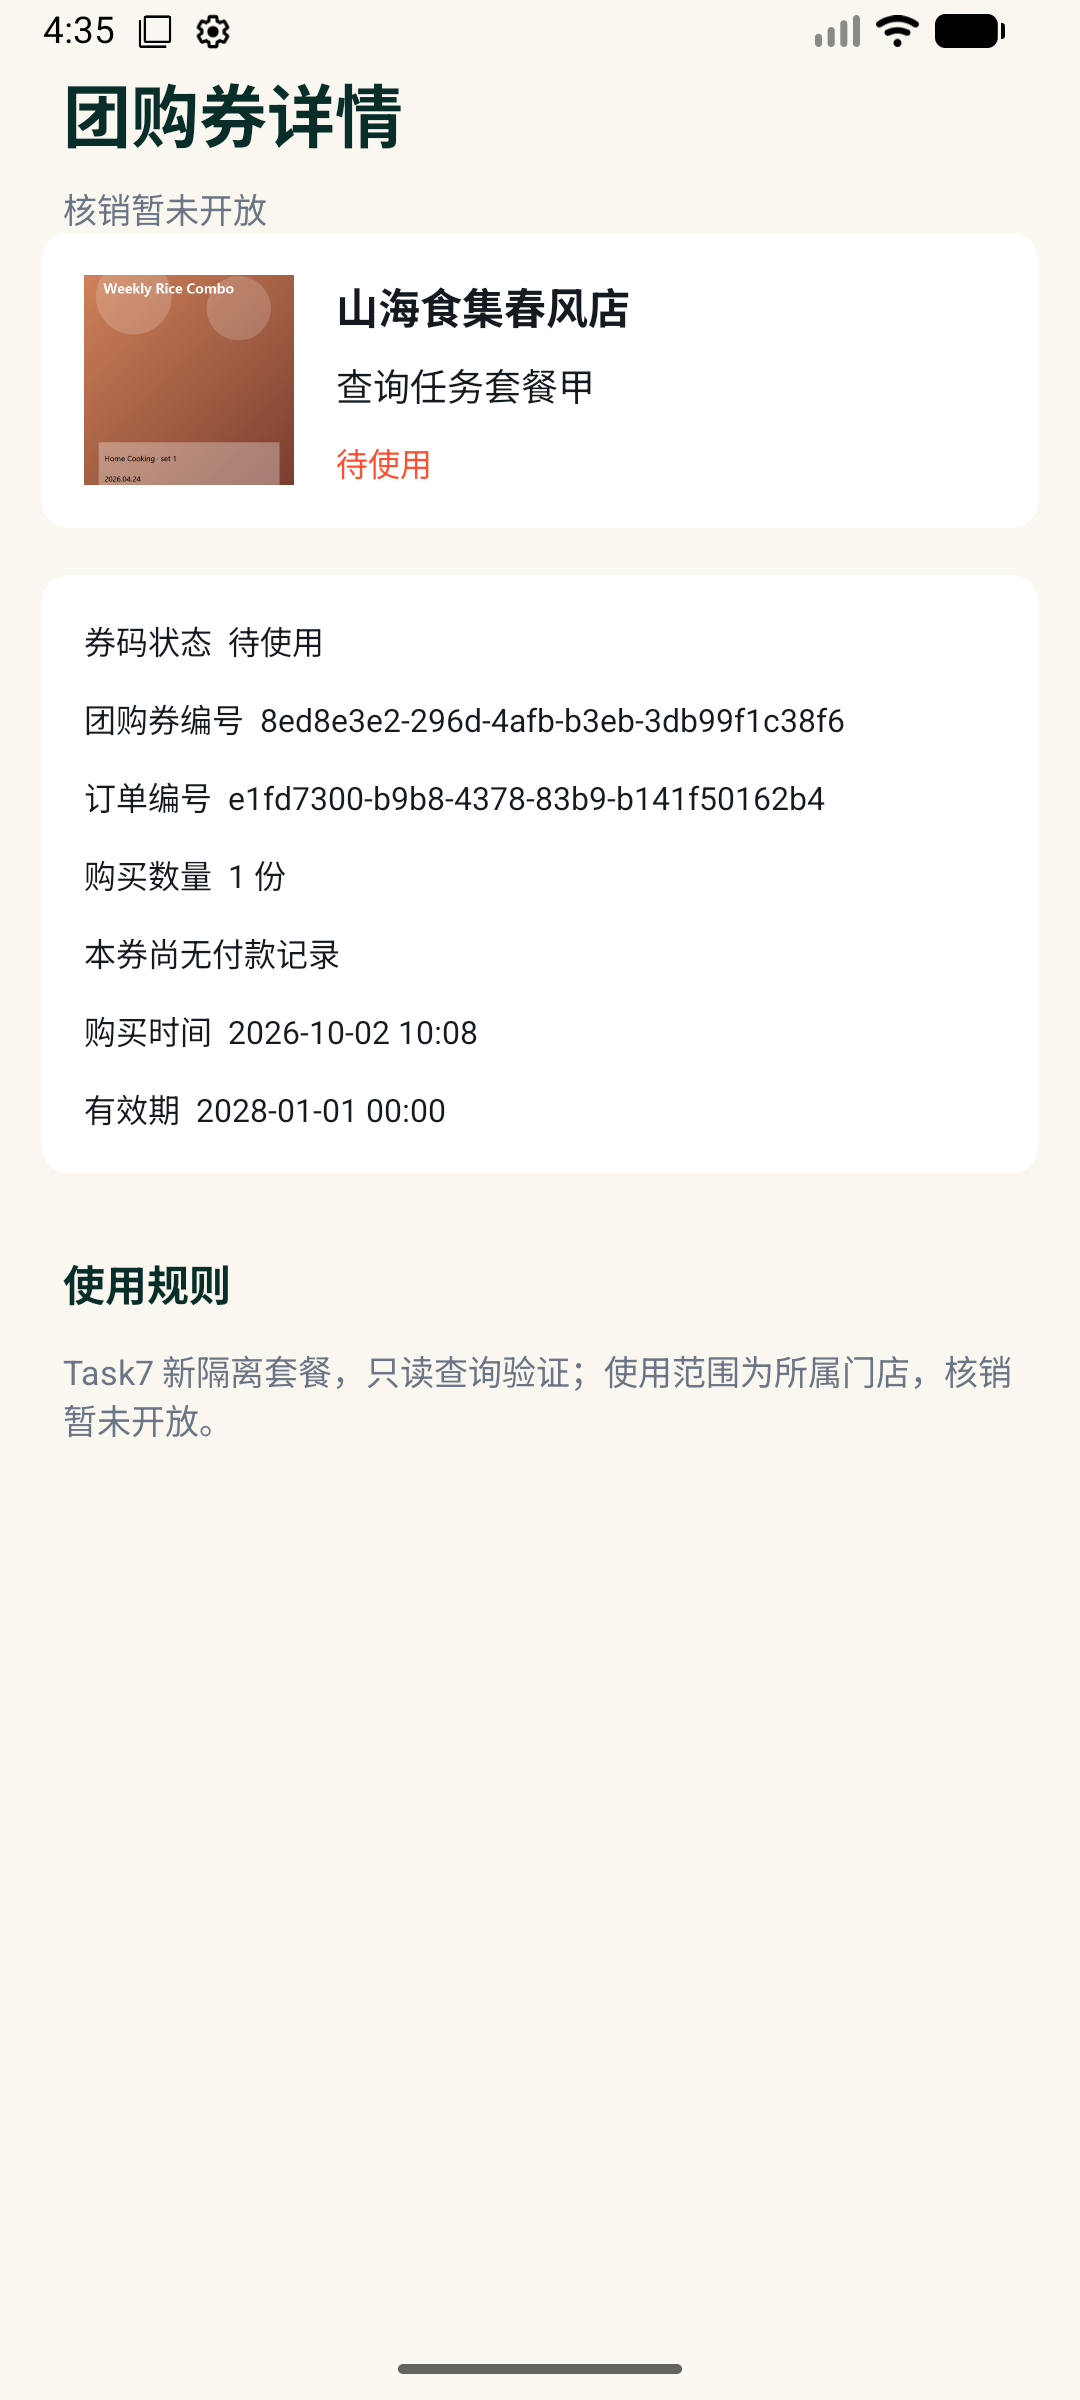 4:35
团购券详情
核销暂未开放
Weekly Rice Combo
Home Cooking · set 1
2026.04.24
山海食集春风店
查询任务套餐甲
待使用
券码状态 待使用
团购券编号 8ed8e3e2-296d-4afb-b3eb-3db99f1c38f6
订单编号 e1fd7300-b9b8-4378-83b9-b141f50162b4
购买数量 1 份
本券尚无付款记录
购买时间 2026-10-02 10:08
有效期 2028-01-01 00:00
使用规则
Task7 新隔离套餐，只读查询验证；使用范围为所属门店，核销
暂未开放。